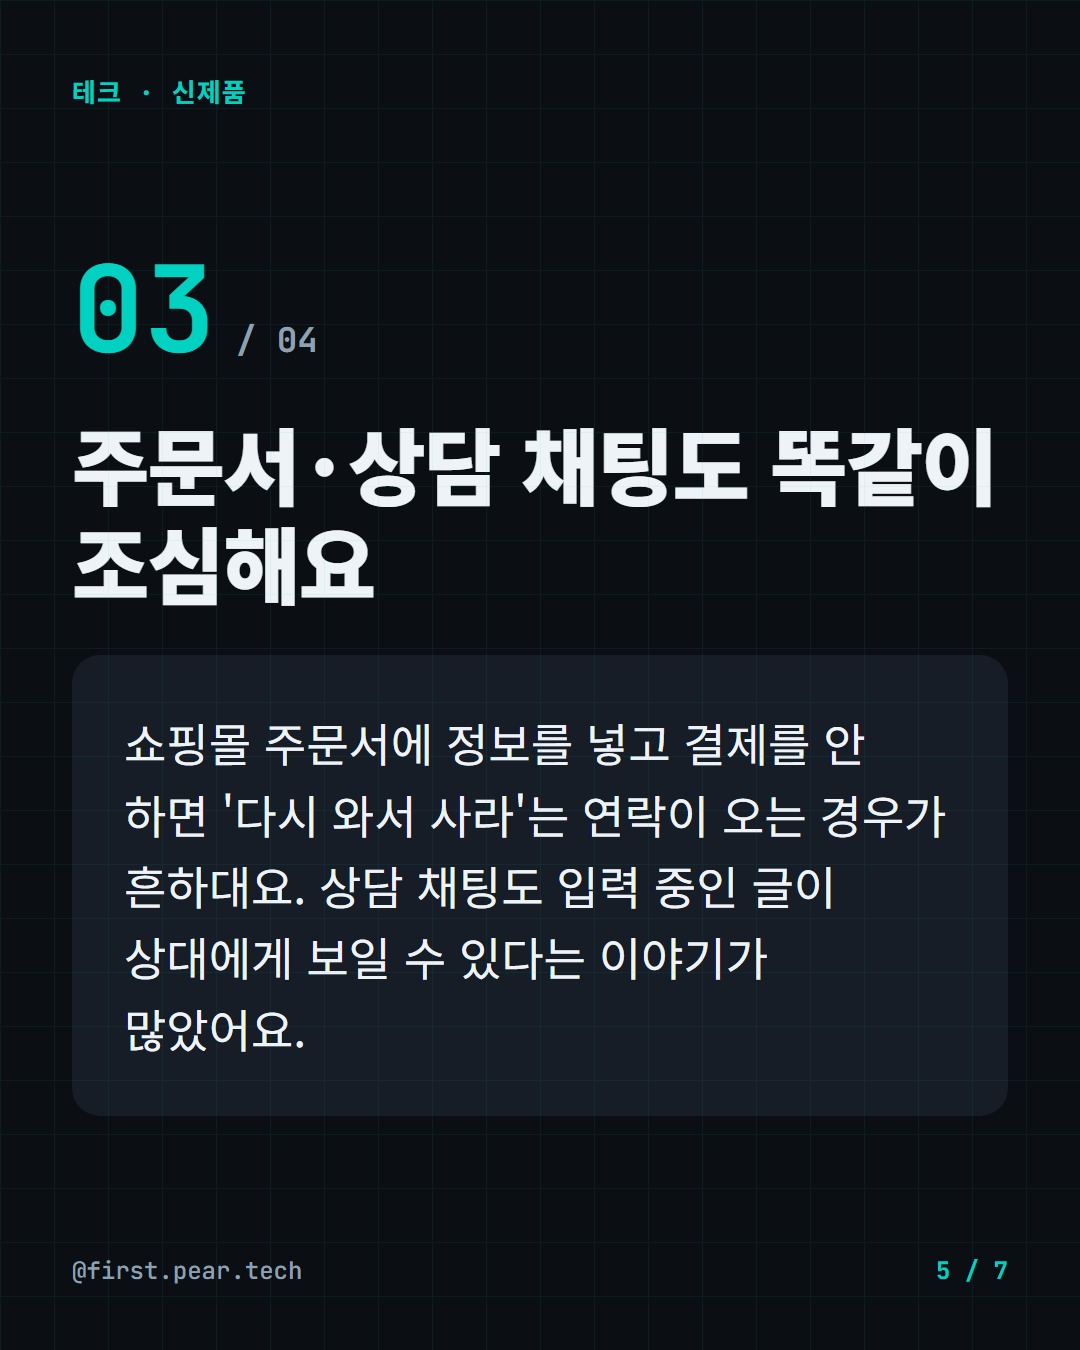 테크 · 신제품
03 / 04
주문서·상담 채팅도 똑같이
조심해요
쇼핑몰 주문서에 정보를 넣고 결제를 안
하면 '다시 와서 사라'는 연락이 오는 경우가
흔하대요. 상담 채팅도 입력 중인 글이
상대에게 보일 수 있다는 이야기가
많았어요.
@first.pear.tech
5 / 7